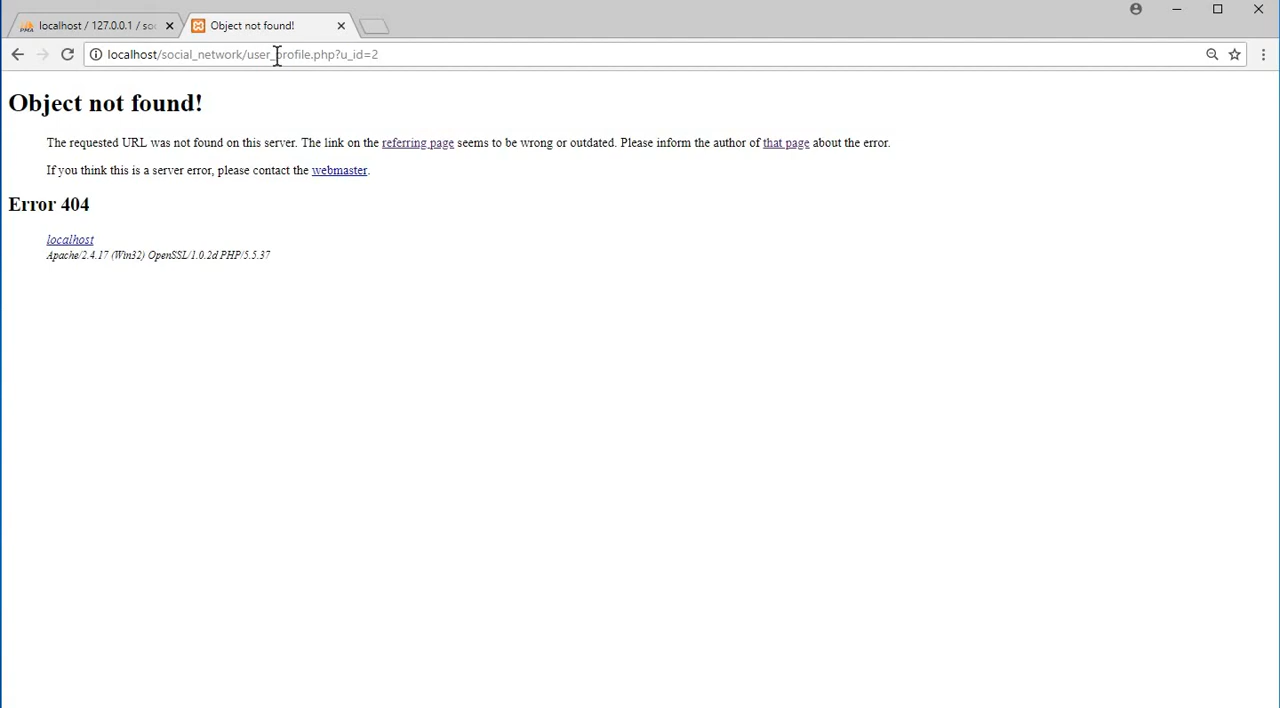 localhost / 127.0.0.1 / soc
Object not found!
localhost/social_network/user_profile.php?u_id=2
Object not found!
The requested URL was not found on this server. The link on the referring page seems to be wrong or outdated. Please inform the author of that page about the error.
If you think this is a server error, please contact the webmaster.
Error 404
localhost
Apache/2.4.17 (Win32) OpenSSL/1.0.2d PHP/5.5.37